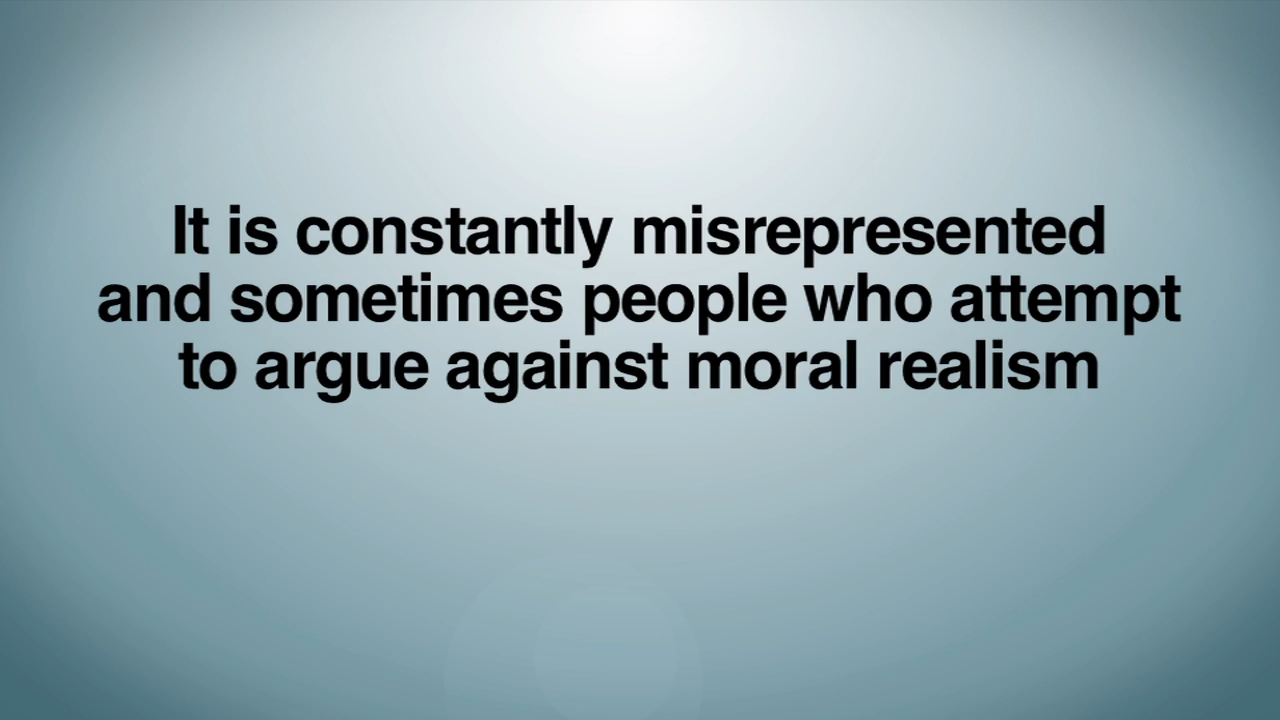 It is constantly misrepresented
and sometimes people who attempt
to argue against moral realism